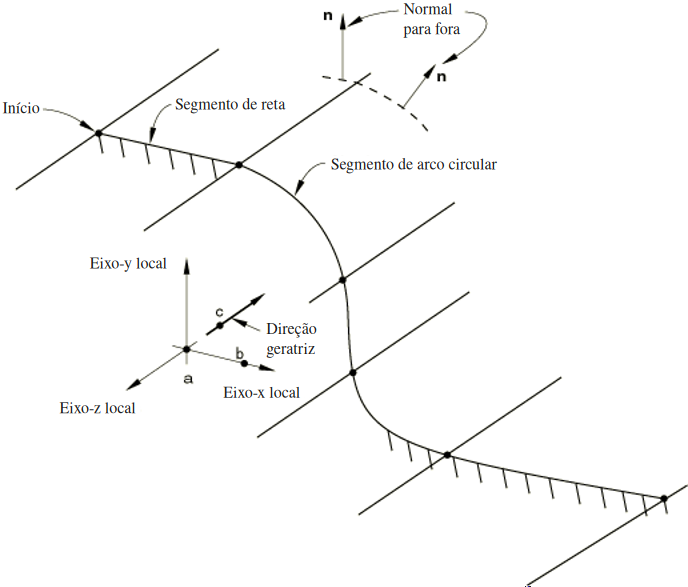 n
Normal
para fora
n
Início
Segmento de reta
Segmento de arco circular
Eixo-y local
c
Direção
geratriz
b
a
Eixo-x local
Eixo-z local